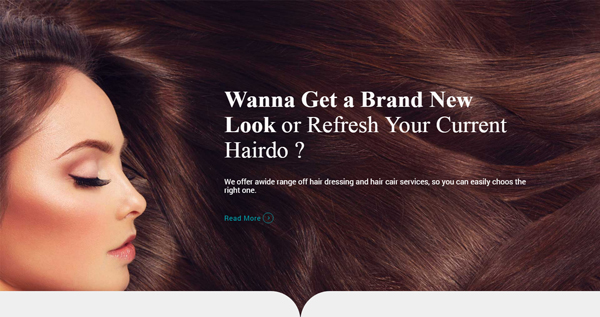 Wanna Get a Brand New
Look or Refresh Your Current
Hairdo ?
We offer awide range off hair dressing and hair cair services, so you can easily choos the
right one.
Read More